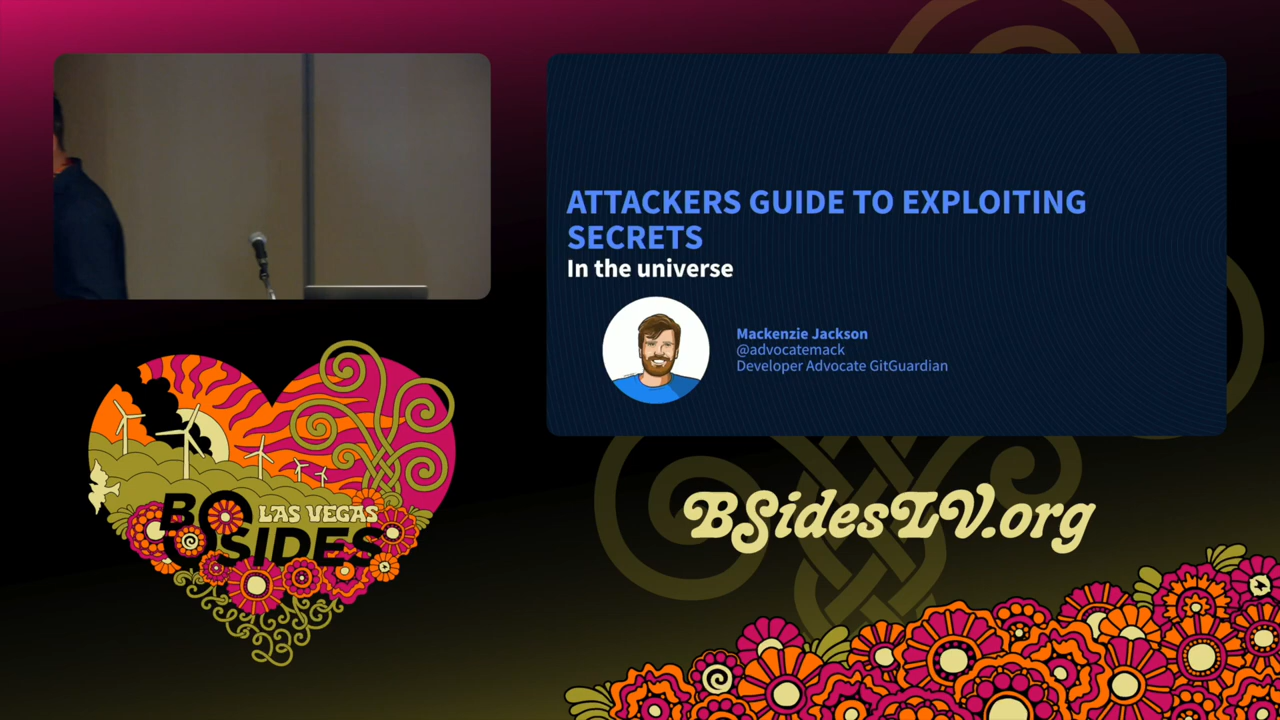 ATTACKERS GUIDE TO EXPLOITING
SECRETS
In the universe
Mackenzie Jackson
@advocatemack
Developer Advocate GitGuardian
LAS VEGAS
BSIDES
BSidesLV.org